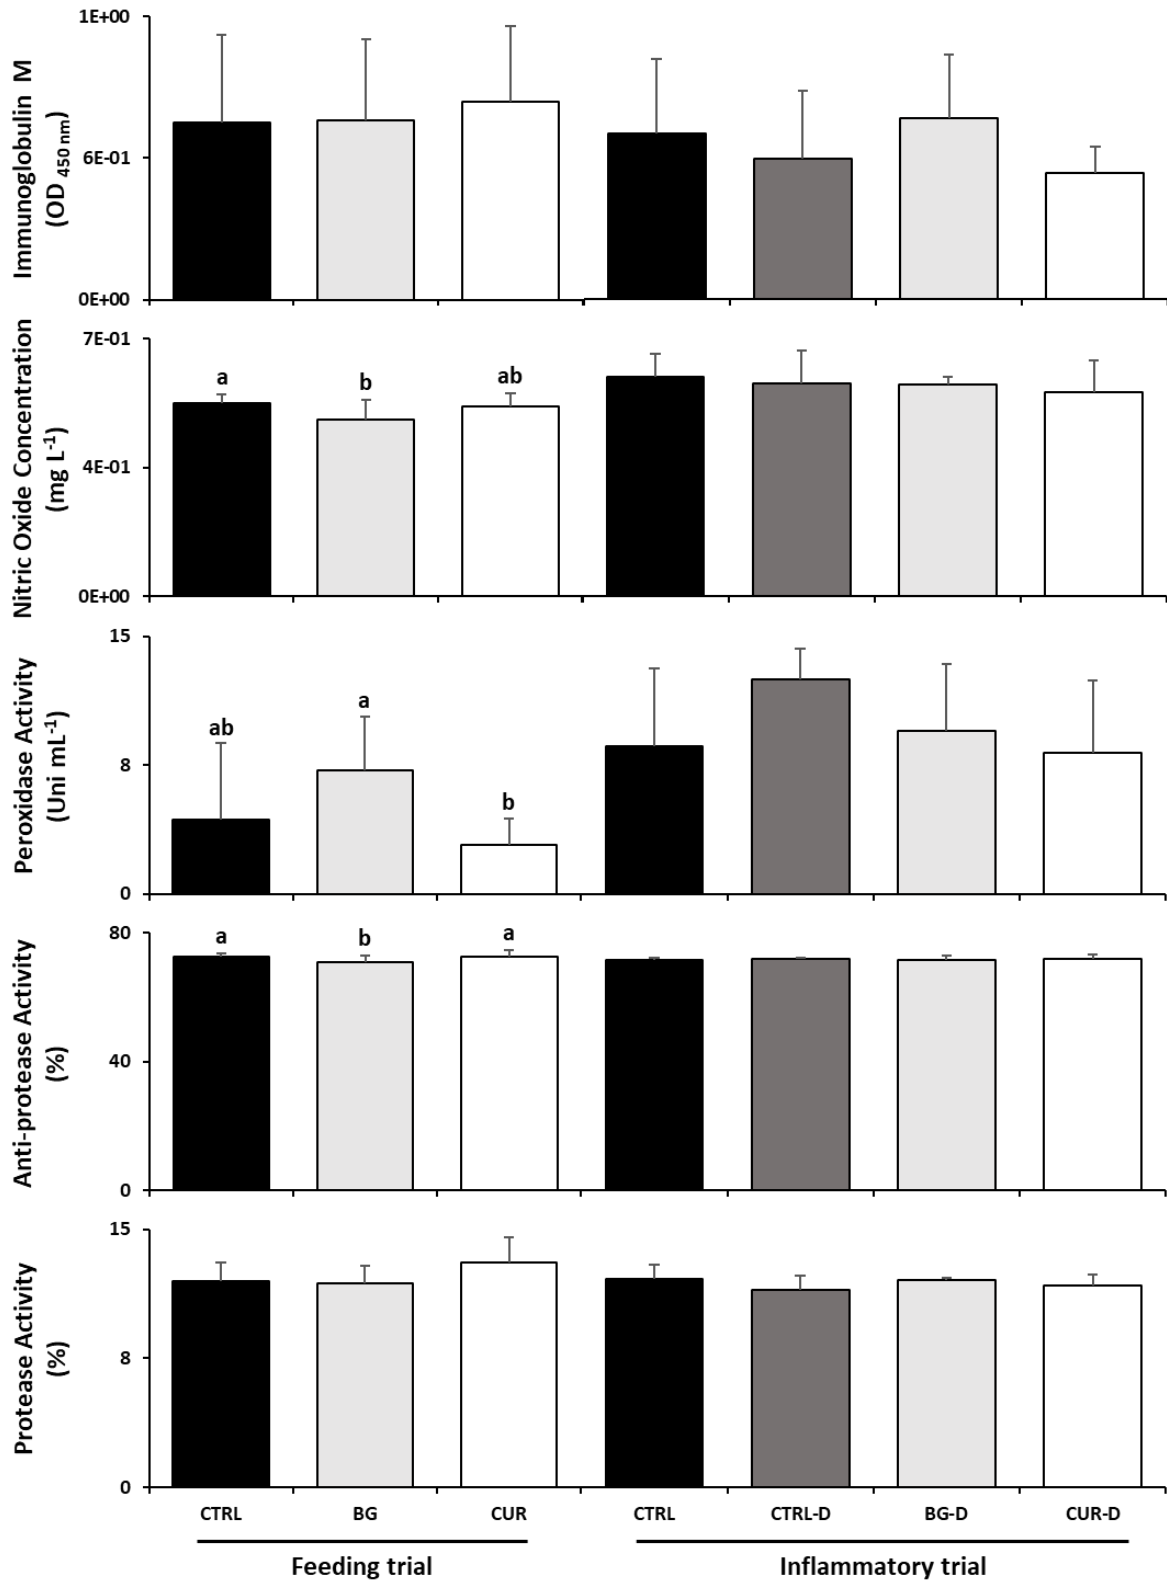 Immunoglobulin M
(OD 450 nm)
1E+00
6E-01
0E+00
Nitric Oxide Concentration
(mg L-1)
7E-01
4E-01
0E+00
a
b
ab
Peroxidase Activity
(Uni mL-1)
15
8
0
ab
a
b
Anti-protease Activity
(%)
80
40
0
a
b
a
Protease Activity
(%)
15
8
0
CTRL BG CUR CTRL CTRL-D BG-D CUR-D
Feeding trial Inflammatory trial